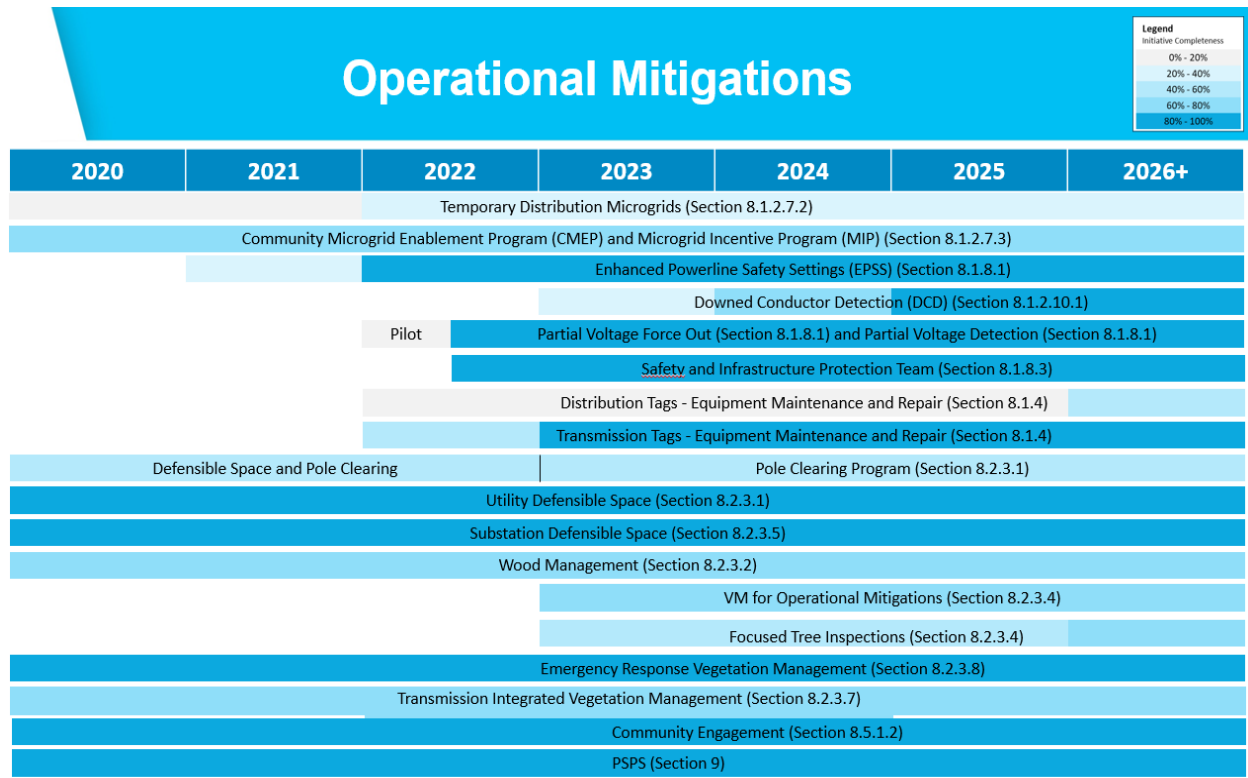 Operational Mitigations
Legend
Initiative Completeness
0% - 20%
20% - 40%
40% - 60%
60% - 80%
80% - 100%
2020 2021 2022 2023 2024 2025 2026+
Temporary Distribution Microgrids (Section 8.1.2.7.2)
Community Microgrid Enablement Program (CMEP) and Microgrid Incentive Program (MIP) (Section 8.1.2.7.3)
Enhanced Powerline Safety Settings (EPSS) (Section 8.1.8.1)
Downed Conductor Detection (DCD) (Section 8.1.2.10.1)
Pilot Partial Voltage Force Out (Section 8.1.8.1) and Partial Voltage Detection (Section 8.1.8.1)
Safety and Infrastructure Protection Team (Section 8.1.8.3)
Distribution Tags - Equipment Maintenance and Repair (Section 8.1.4)
Transmission Tags - Equipment Maintenance and Repair (Section 8.1.4)
Defensible Space and Pole Clearing Pole Clearing Program (Section 8.2.3.1)
Utility Defensible Space (Section 8.2.3.1)
Substation Defensible Space (Section 8.2.3.5)
Wood Management (Section 8.2.3.2)
VM for Operational Mitigations (Section 8.2.3.4)
Focused Tree Inspections (Section 8.2.3.4)
Emergency Response Vegetation Management (Section 8.2.3.8)
Transmission Integrated Vegetation Management (Section 8.2.3.7)
Community Engagement (Section 8.5.1.2)
PSPS (Section 9)